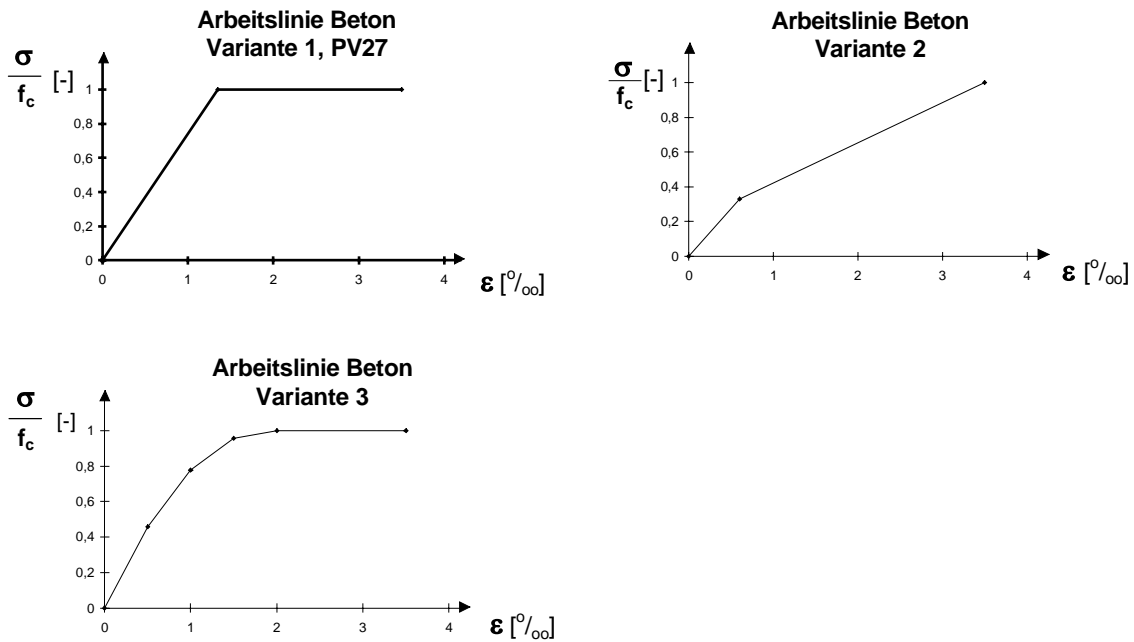 Arbeitslinie Beton
Variante 1, PV27
σ
f_c [-]
1
0,8
0,6
0,4
0,2
0
0 1 2 3 4
ε [°/oo]
Arbeitslinie Beton
Variante 2
σ
f_c [-]
1
0,8
0,6
0,4
0,2
0
0 1 2 3 4
ε [°/oo]
Arbeitslinie Beton
Variante 3
σ
f_c [-]
1
0,8
0,6
0,4
0,2
0
0 1 2 3 4
ε [°/oo]